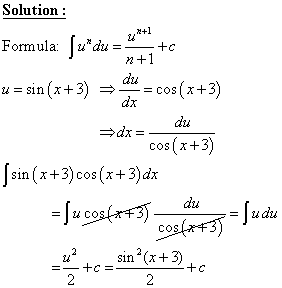 Solution :
Formula: ∫uⁿdu = uⁿ⁺¹/(n+1) + c
u = sin(x+3) ⇒ du/dx = cos(x+3)
⇒ dx = du/cos(x+3)
∫sin(x+3)cos(x+3)dx
= ∫u cos(x+3) du/cos(x+3) = ∫u du
= u²/2 + c = sin²(x+3)/2 + c